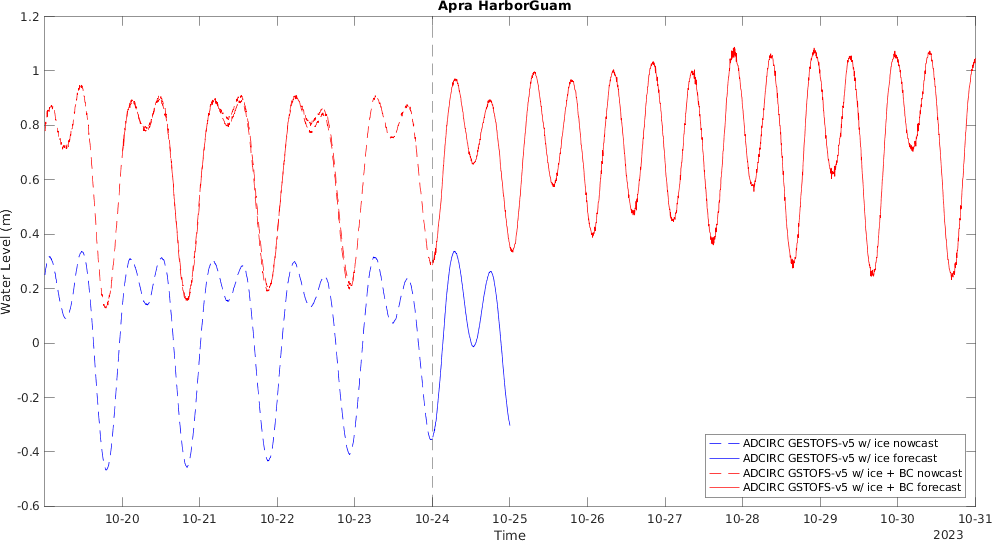 Apra HarborGuam
1.2
1
0.8
0.6
0.4
0.2
0
-0.2
-0.4
-0.6
Water Level (m)
ADCIRC GESTOFS-v5 w/ ice nowcast
ADCIRC GESTOFS-v5 w/ ice forecast
ADCIRC GSTOFS-v5 w/ ice + BC nowcast
ADCIRC GSTOFS-v5 w/ ice + BC forecast
10-20 10-21 10-22 10-23 10-24 10-25 10-26 10-27 10-28 10-29 10-30 10-31
Time
2023